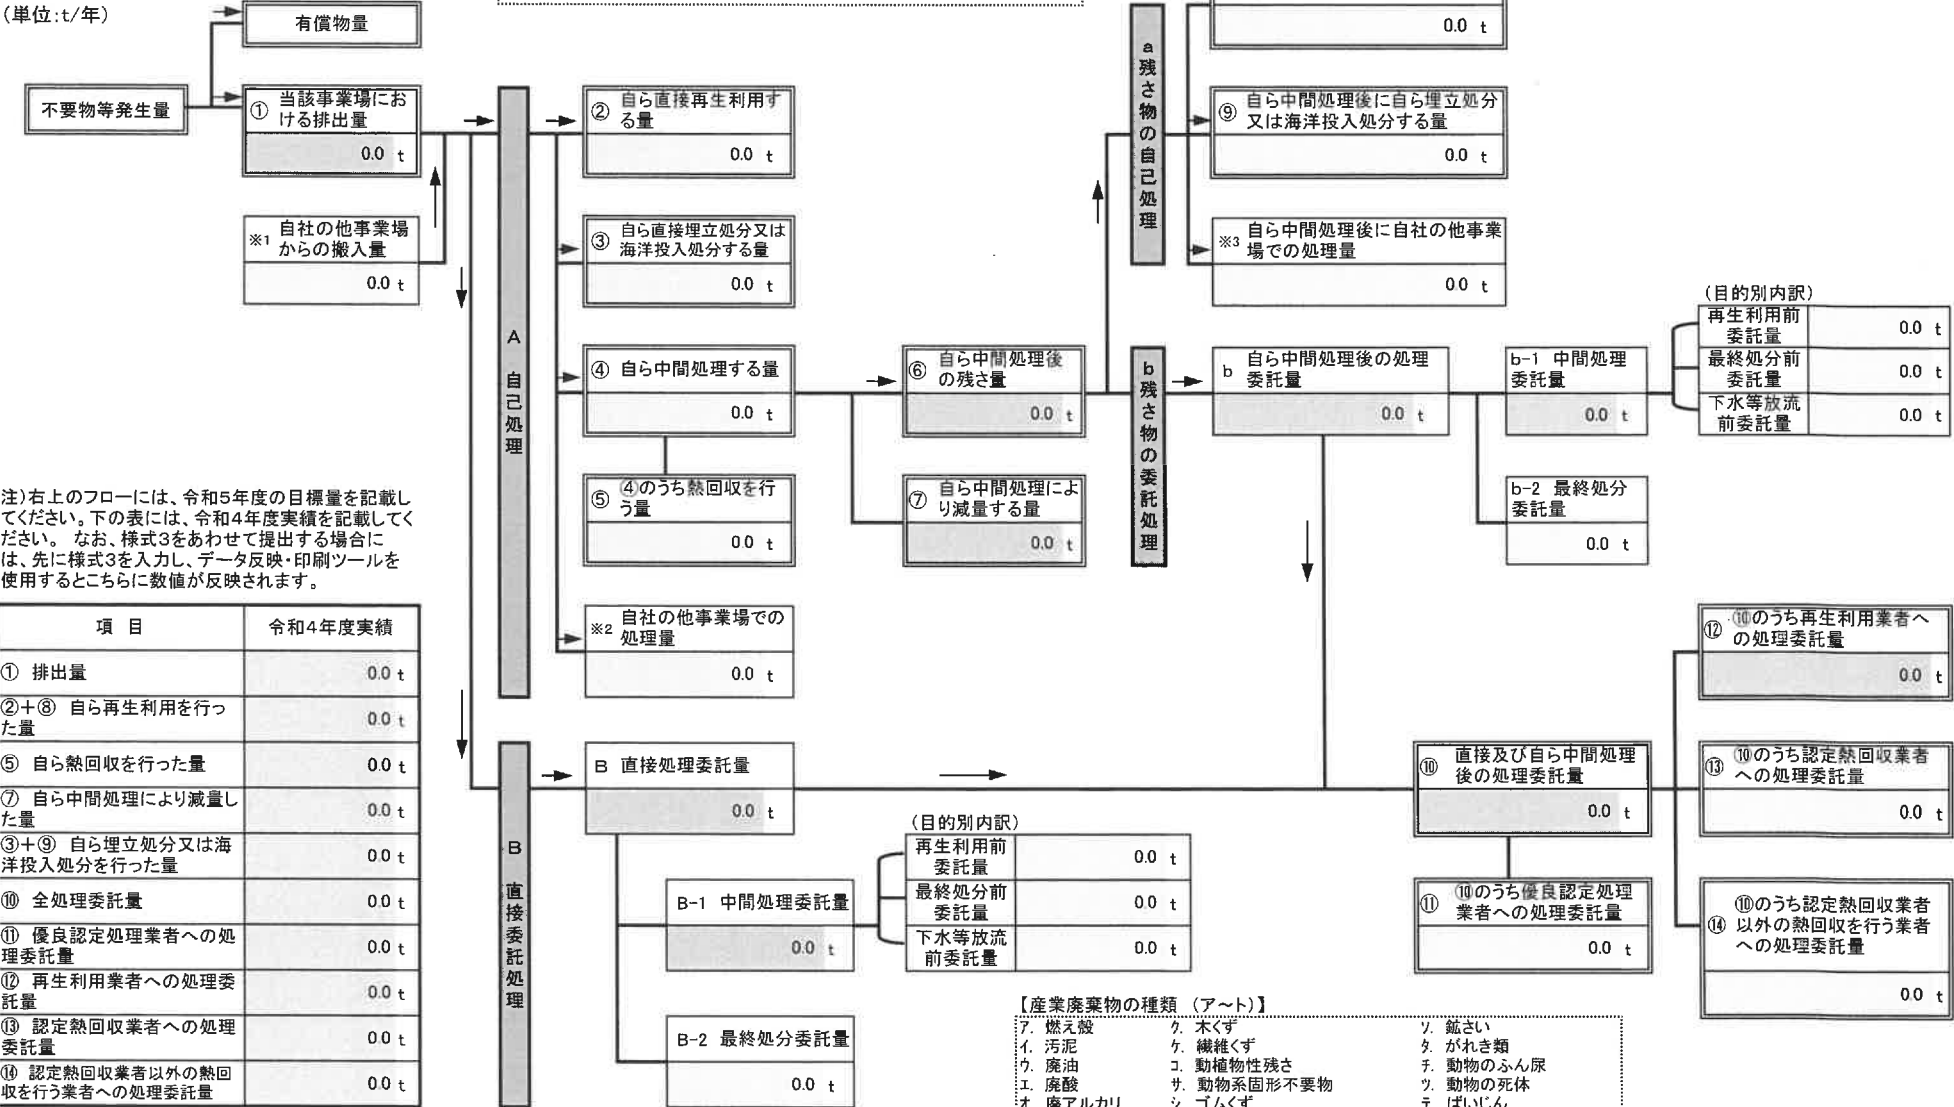 (単位:t/年)
有償物量
不要物等発生量
① 当該事業場にお
ける排出量
0.0 t
※1 自社の他事業場
からの搬入量
0.0 t
A 自己処理
② 自ら直接再生利用す
る量
0.0 t
③ 自ら直接埋立処分又は
海洋投入処分する量
0.0 t
④ 自ら中間処理する量
0.0 t
⑤ ④のうち熱回収を行
う量
0.0 t
※2 自社の他事業場での
処理量
0.0 t
⑥ 自ら中間処理後
の残さ量
0.0 t
⑦ 自ら中間処理によ
り減量する量
0.0 t
a 残さ物の自己処理
0.0 t
⑨ 自ら中間処理後に自ら埋立処分
又は海洋投入処分する量
0.0 t
※3 自ら中間処理後に自社の他事業
場での処理量
0.0 t
b 残さ物の委託処理
b 自ら中間処理後の処理
委託量
0.0 t
b-1 中間処理
委託量
0.0 t
(目的別内訳)
再生利用前
委託量
0.0 t
最終処分前
委託量
0.0 t
下水等放流
前委託量
0.0 t
b-2 最終処分
委託量
0.0 t
注)右上のフローには、令和5年度の目標量を記載し
てください。下の表には、令和4年度実績を記載してく
ださい。 なお、様式3をあわせて提出する場合に
は、先に様式3を入力し、データ反映・印刷ツールを
使用するとこちらに数値が反映されます。
項 目 令和4年度実績
① 排出量 0.0 t
②+⑧ 自ら再生利用を行っ
た量
0.0 t
⑤ 自ら熱回収を行った量 0.0 t
⑦ 自ら中間処理により減量し
た量
0.0 t
③+⑨ 自ら埋立処分又は海
洋投入処分を行った量
0.0 t
⑩ 全処理委託量 0.0 t
⑪ 優良認定処理業者への処
理委託量
0.0 t
⑫ 再生利用業者への処理委
託量
0.0 t
⑬ 認定熱回収業者への処理
委託量
0.0 t
⑭ 認定熱回収業者以外の熱回
収を行う業者への処理委託量
0.0 t
B 直接委託処理
B 直接処理委託量
0.0 t
B-1 中間処理委託量
0.0 t
(目的別内訳)
再生利用前
委託量
0.0 t
最終処分前
委託量
0.0 t
下水等放流
前委託量
0.0 t
B-2 最終処分委託量
0.0 t
⑩ 直接及び自ら中間処理
後の処理委託量
0.0 t
⑪ ⑩のうち優良認定処理
業者への処理委託量
0.0 t
⑫ ⑩のうち再生利用業者へ
の処理委託量
0.0 t
⑬ ⑩のうち認定熱回収業者
への処理委託量
0.0 t
⑭ ⑩のうち認定熱回収業者
以外の熱回収を行う業者
への処理委託量
0.0 t
【産業廃棄物の種類 (ア~ト)】
ア. 燃え殻 ク. 木くず ソ. 鉱さい
イ. 汚泥 ケ. 繊維くず タ. がれき類
ウ. 廃油 コ. 動植物性残さ チ. 動物のふん尿
エ. 廃酸 サ. 動物系固形不要物 ツ. 動物の死体
オ. 廃アルカリ シ. ゴムくず テ. ばいじん